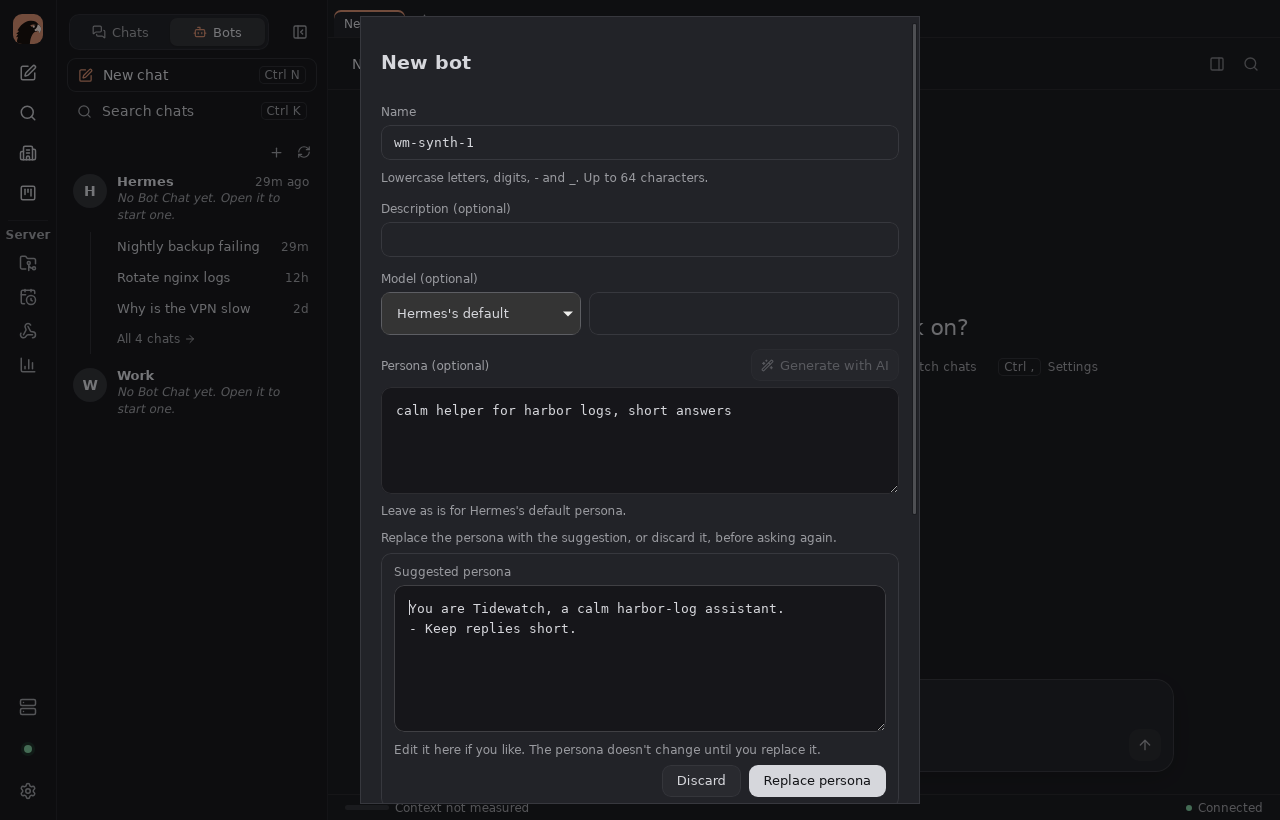 Chats
Bots
New chat
Ctrl N
Search chats
Ctrl K
H
Hermes
29m ago
No Bot Chat yet. Open it to
start one.
Nightly backup failing
29m
Rotate nginx logs
12h
Why is the VPN slow
2d
All 4 chats →
W
Work
No Bot Chat yet. Open it to
start one.
Server
New bot
Name
wm-synth-1
Lowercase letters, digits, - and _. Up to 64 characters.
Description (optional)
Model (optional)
Hermes's default
Persona (optional)
Generate with AI
calm helper for harbor logs, short answers
Leave as is for Hermes's default persona.
Replace the persona with the suggestion, or discard it, before asking again.
Suggested persona
You are Tidewatch, a calm harbor-log assistant.
- Keep replies short.
Edit it here if you like. The persona doesn't change until you replace it.
Discard
Replace persona
on?
chats
Ctrl ,
Settings
Context not measured
Connected